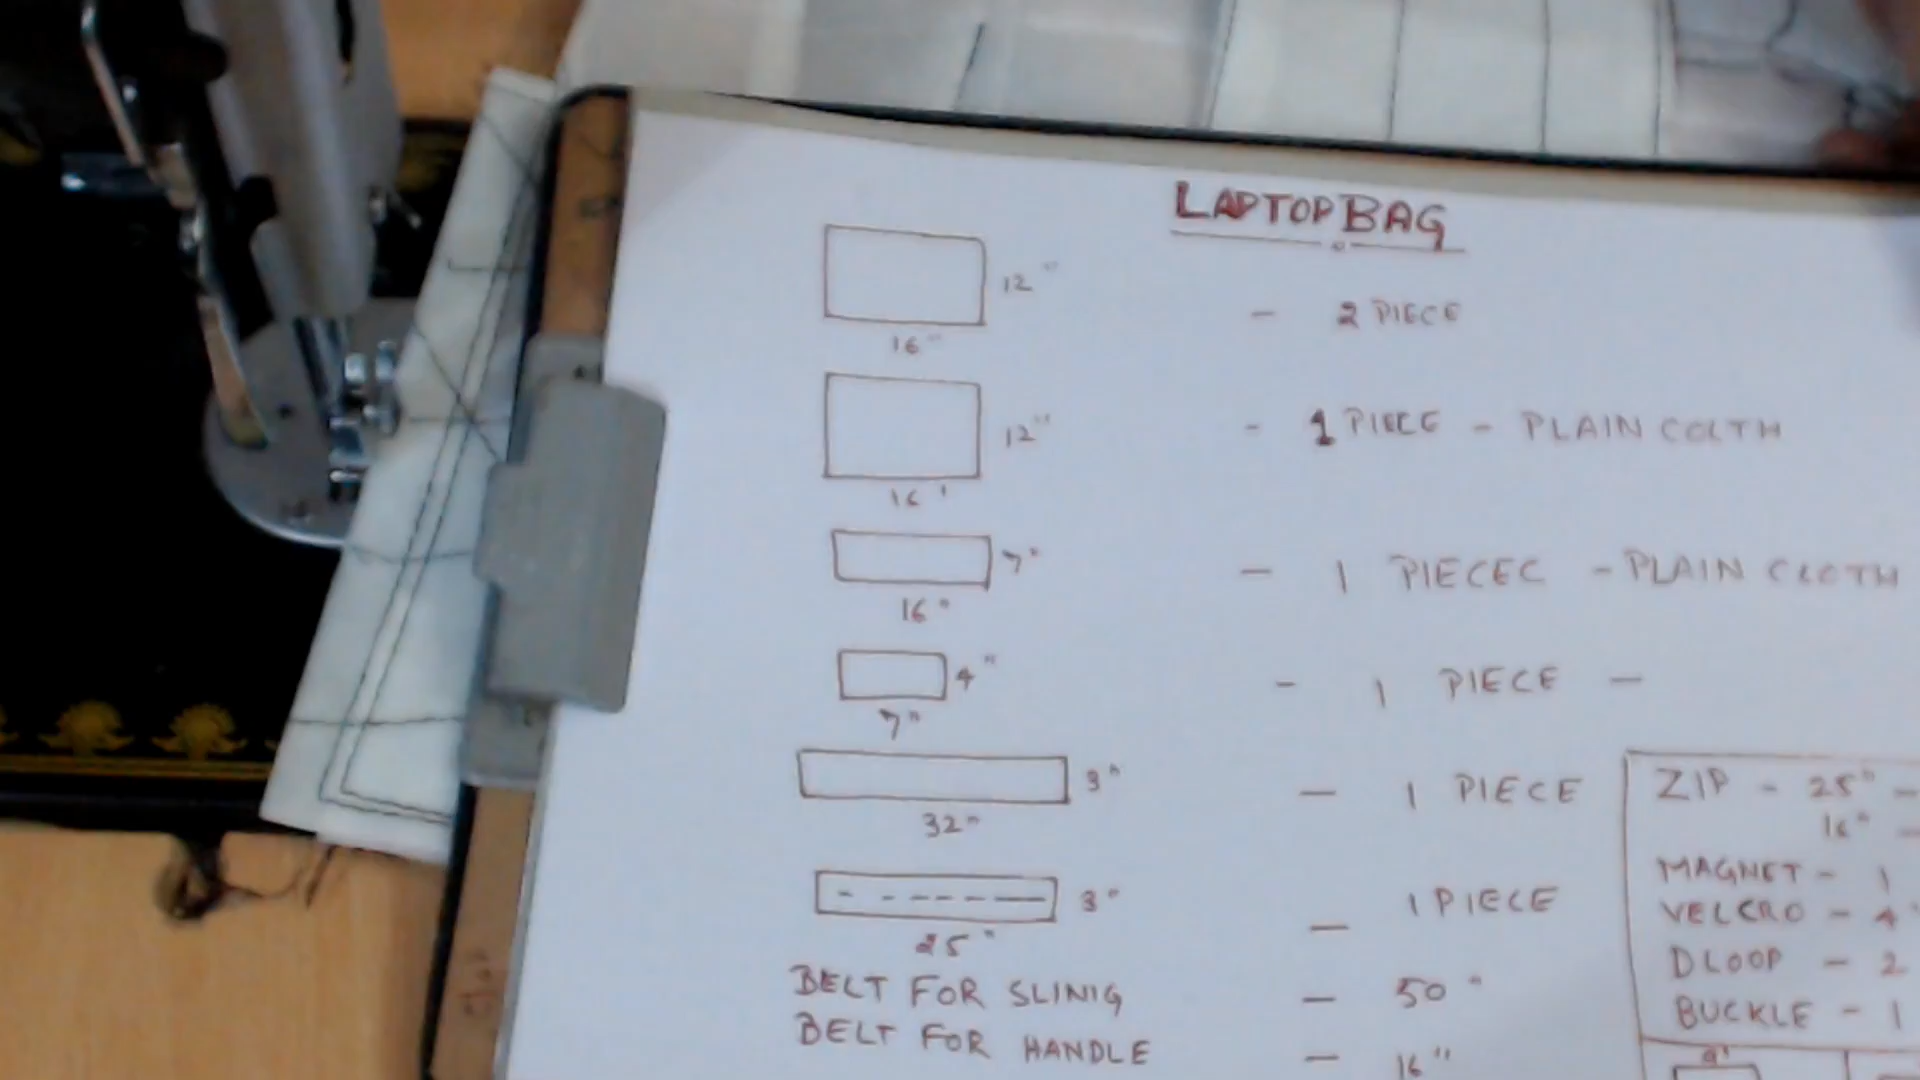 LAPTOP BAG
12"
16"
- 2 PIECE
12"
16"
- 1 PIECE - PLAIN COLTH
7"
16"
- 1 PIECEC - PLAIN CLOTH
4"
7"
- 1 PIECE -
3"
32"
- 1 PIECE
3"
25"
- 1 PIECE
BELT FOR SLINIG - 50"
BELT FOR HANDLE - 16"
ZIP - 25" -
16" -
MAGNET - 1
VELCRO - 4"
D LOOP - 2
BUCKLE - 1